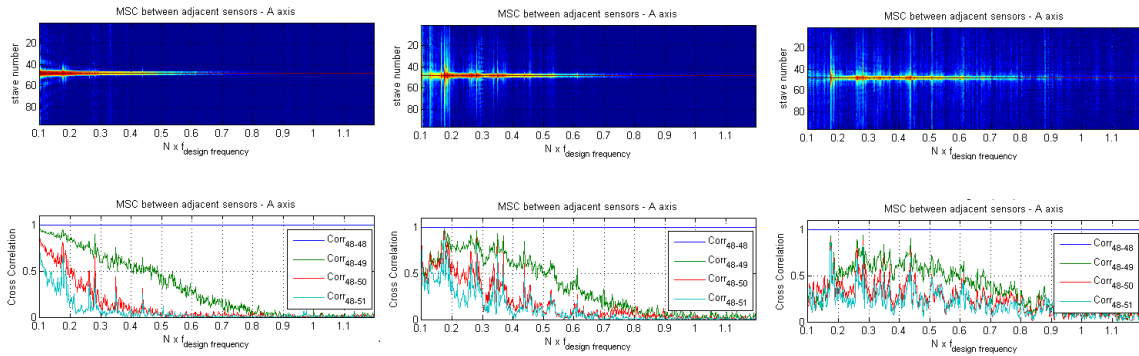 MSC between adjacent sensors - A axis
stave number
20
40
60
80
0.1 0.2 0.3 0.4 0.5 0.6 0.7 0.8 0.9 1 1.1
N x f design frequency
MSC between adjacent sensors - A axis
stave number
20
40
60
80
0.1 0.2 0.3 0.4 0.5 0.6 0.7 0.8 0.9 1 1.1
N x f design frequency
MSC between adjacent sensors - A axis
stave number
20
40
60
80
0.1 0.2 0.3 0.4 0.5 0.6 0.7 0.8 0.9 1 1.1
N x f design frequency
MSC between adjacent sensors - A axis
Cross Correlation
1
0.5
0
Corr48-48
Corr48-49
Corr48-50
Corr48-51
0.1 0.2 0.3 0.4 0.5 0.6 0.7 0.8 0.9 1 1.1
N x f design frequency
MSC between adjacent sensors - A axis
Cross Correlation
1
0.5
0
Corr48-48
Corr48-49
Corr48-50
Corr48-51
0.1 0.2 0.3 0.4 0.5 0.6 0.7 0.8 0.9 1 1.1
N x f design frequency
MSC between adjacent sensors - A axis
Cross Correlation
1
0.5
0
Corr48-48
Corr48-49
Corr48-50
Corr48-51
0.1 0.2 0.3 0.4 0.5 0.6 0.7 0.8 0.9 1 1.1
N x f design frequency